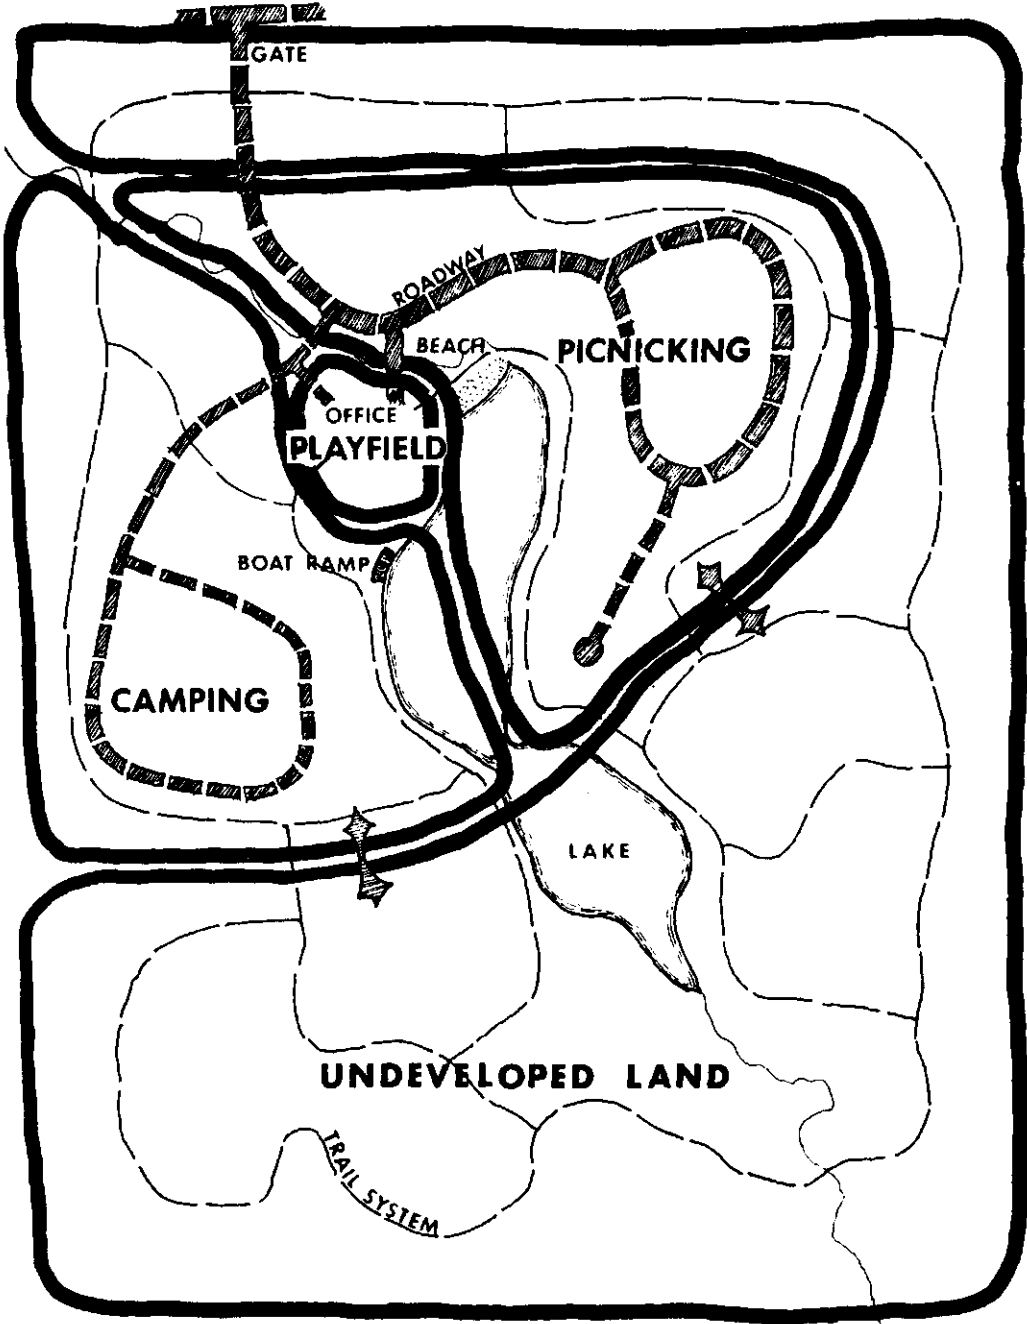 GATE
ROADWAY
BEACH
PICNICKING
OFFICE
PLAYFIELD
BOAT RAMP
CAMPING
LAKE
UNDEVELOPED LAND
TRAIL SYSTEM